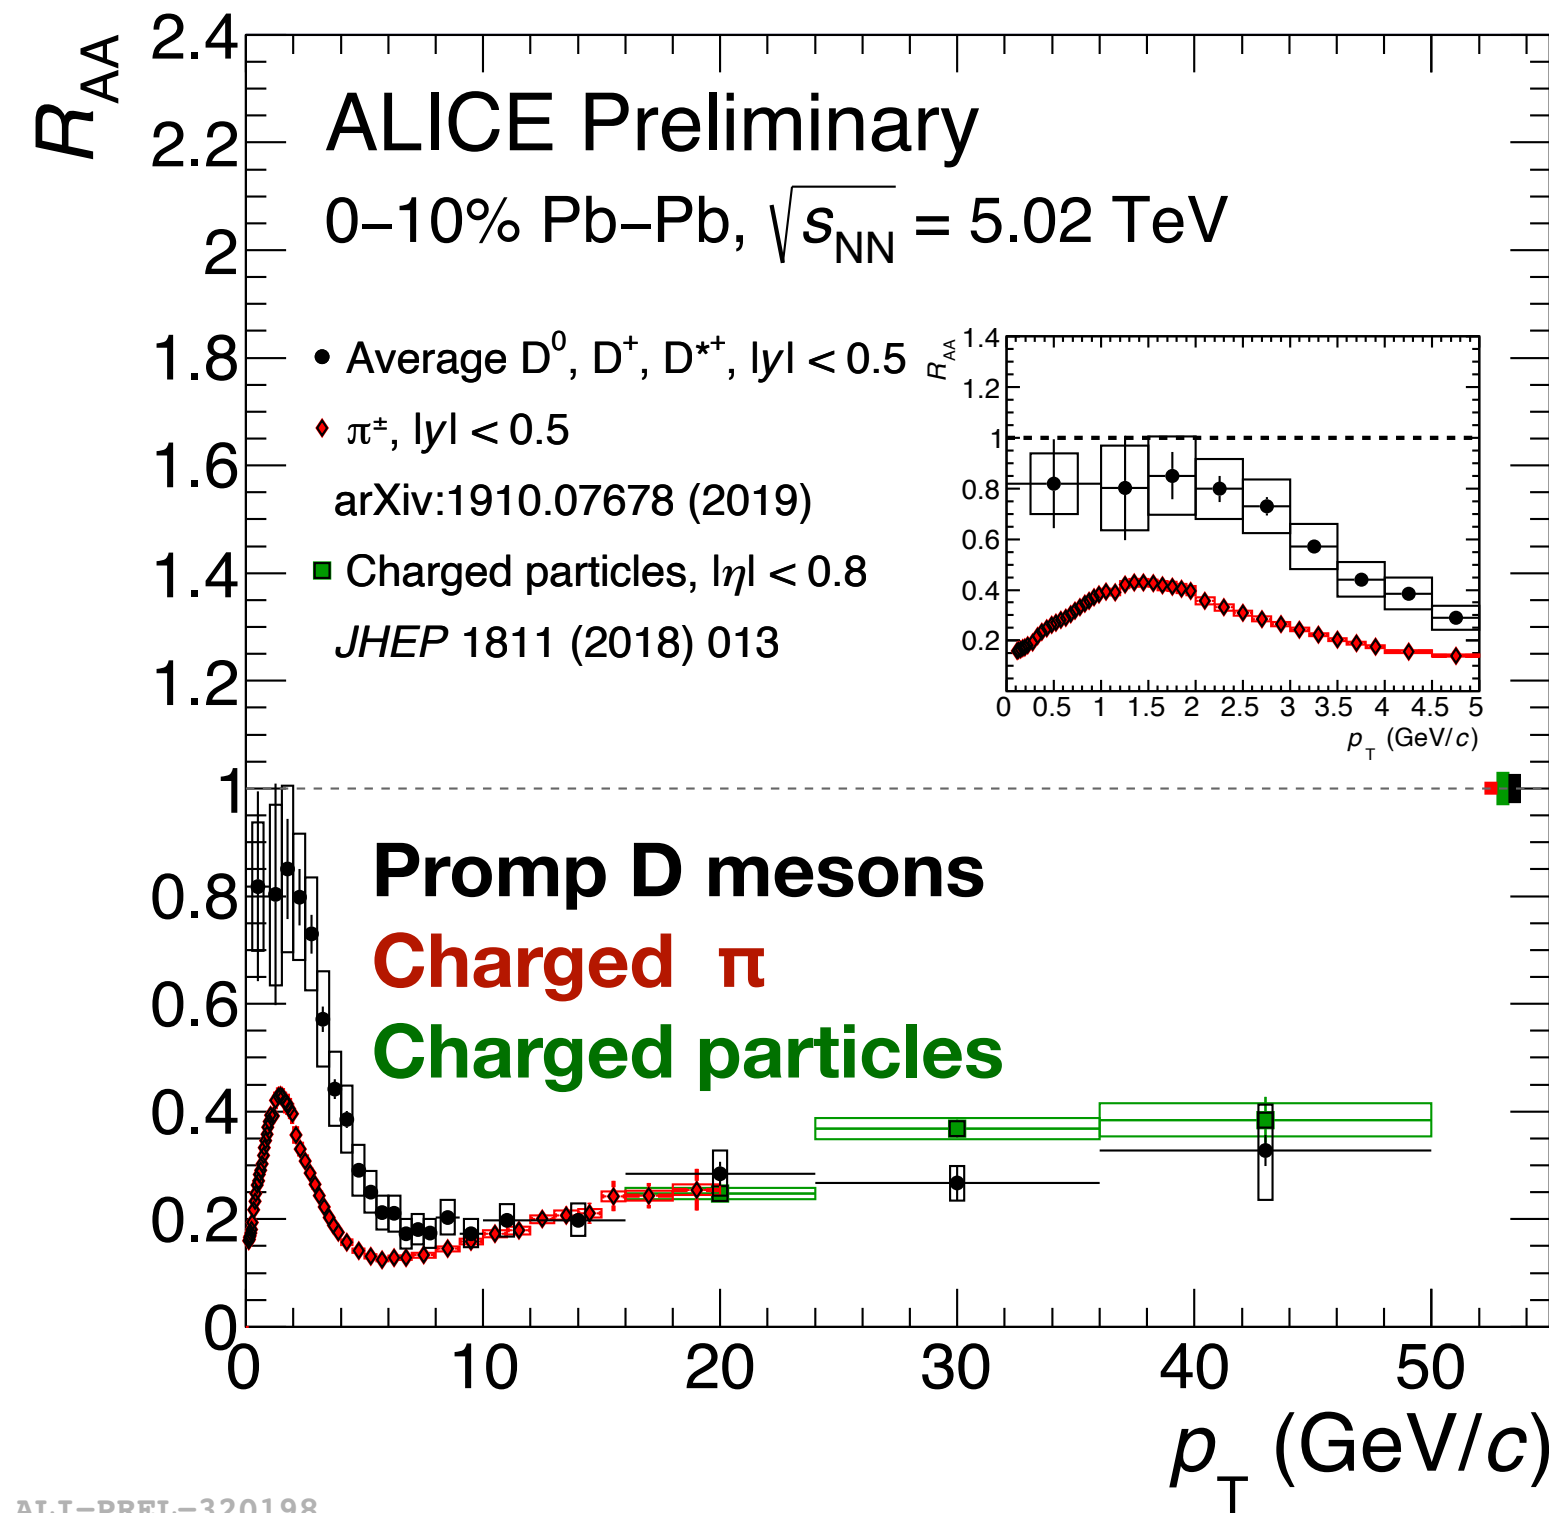 R_AA
2.4
2.2
2
1.8
1.6
1.4
1.2
1
0.8
0.6
0.4
0.2
0
ALICE Preliminary
0–10% Pb–Pb, √s_NN = 5.02 TeV
Average D⁰, D⁺, D*⁺, |y| < 0.5
π±, |y| < 0.5
arXiv:1910.07678 (2019)
Charged particles, |η| < 0.8
JHEP 1811 (2018) 013
R_AA
1.4
1.2
1
0.8
0.6
0.4
0.2
0 0.5 1 1.5 2 2.5 3 3.5 4 4.5 5
p_T (GeV/c)
Promp D mesons
Charged π
Charged particles
0 10 20 30 40 50
p_T (GeV/c)
ALI-PREL-320198